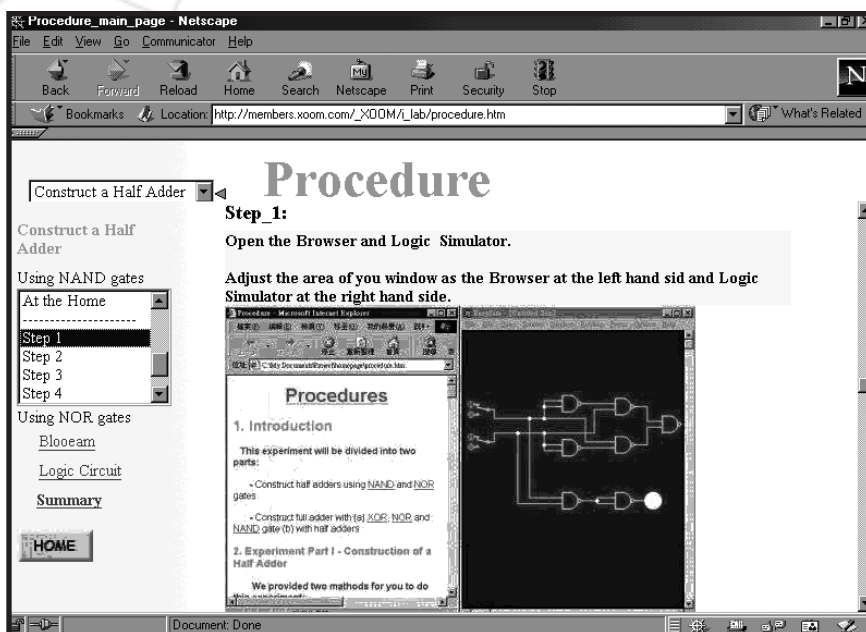 Procedure_main_page - Netscape
File Edit View Go Communicator Help
Back Forward Reload Home Search Netscape Print Security Stop
Bookmarks Location: http://members.xoom.com/_XOOM/i_lab/procedure.htm What's Related
Construct a Half Adder
Procedure
Step_1:
Construct a Half
Adder
Open the Browser and Logic Simulator.
Using NAND gates
Adjust the area of you window as the Browser at the left hand sid and Logic
Simulator at the right hand side.
At the Home
--------------------
Step 1
Step 2
Step 3
Step 4
Using NOR gates
Blooeam
Logic Circuit
Summary
HOME
Procedure - Microsoft Internet Explorer
Procedures
1. Introduction
This experiment will be divided into two
parts:
- Construct half adders using NAND and NOR
gates
- Construct full adder with (a) XOR, NOR and
NAND gate (b) with half adders
2. Experiment Part I - Construction of a
Half Adder
We provided two mathods for you to do
this experiment:
Document: Done